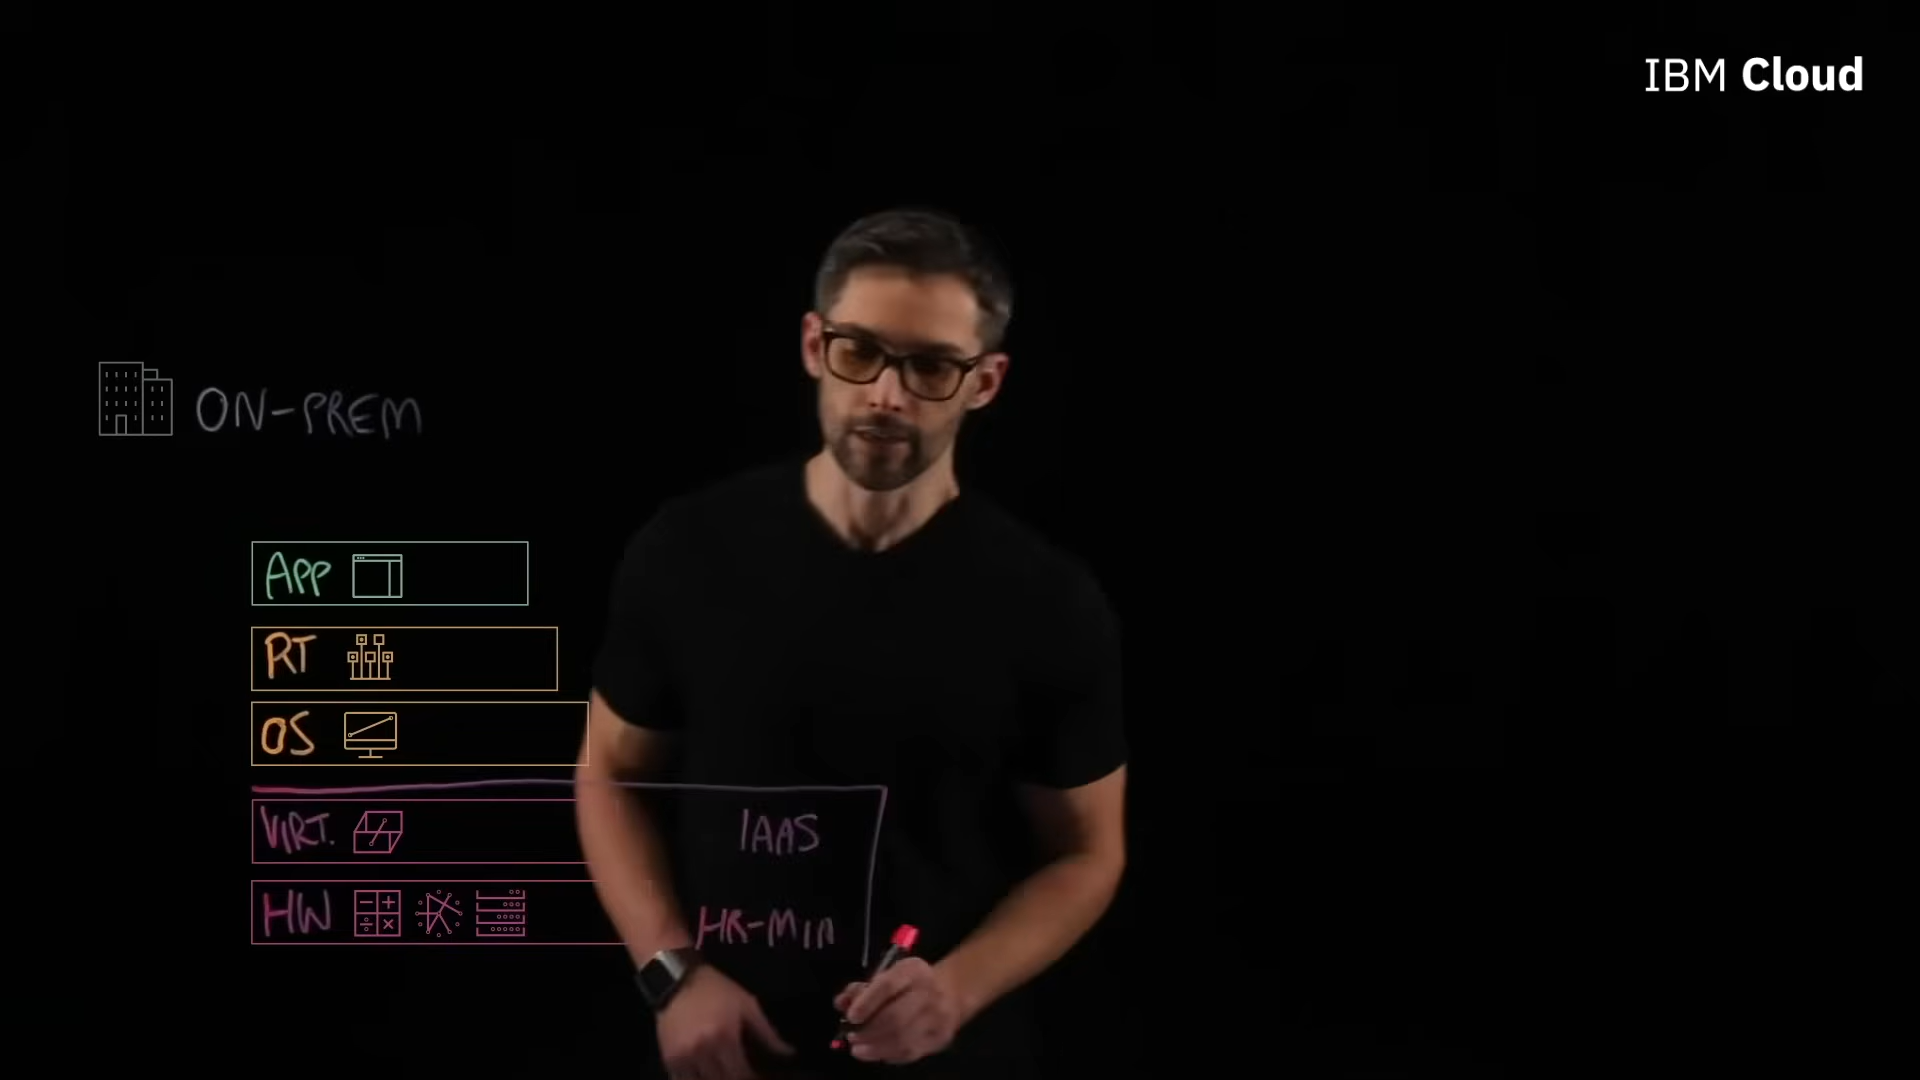 IBM Cloud
ON-PREM
APP
RT
OS
VIRT.
IAAS
HW
HR-MIN